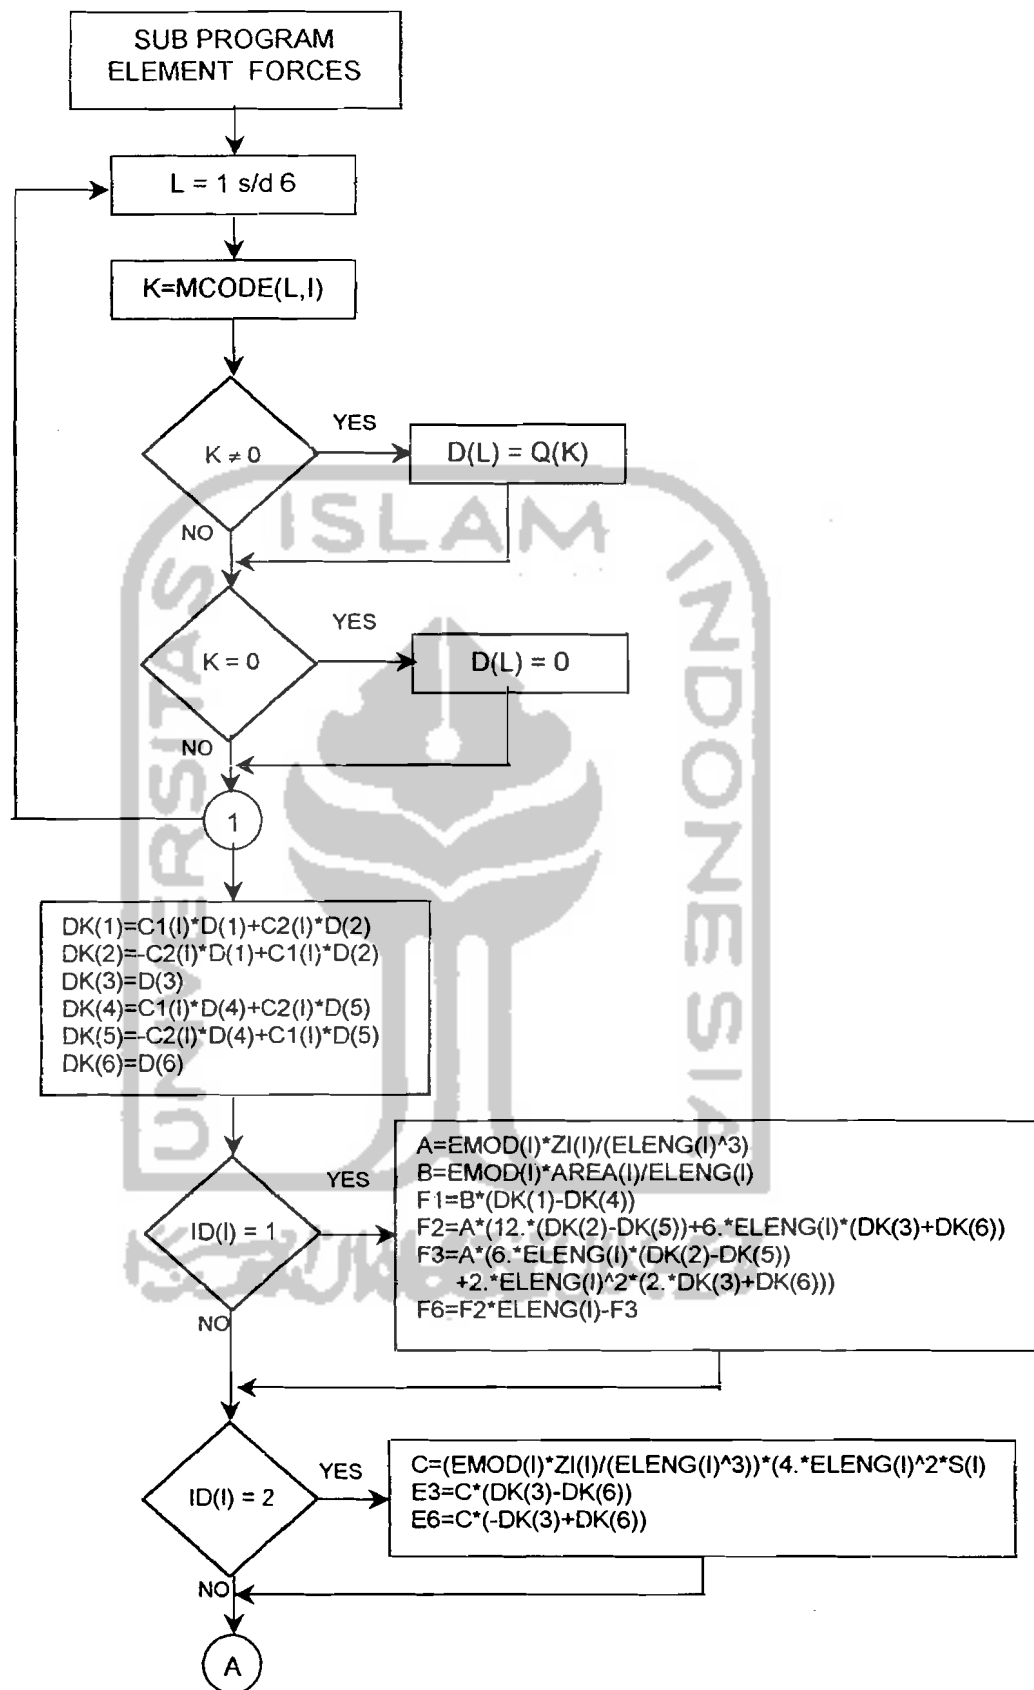 SUB PROGRAM
ELEMENT FORCES
L = 1 s/d 6
K=MCODE(L,I)
K ≠ 0
YES
D(L) = Q(K)
NO
K = 0
YES
D(L) = 0
NO
1
DK(1)=C1(I)*D(1)+C2(I)*D(2)
DK(2)=-C2(I)*D(1)+C1(I)*D(2)
DK(3)=D(3)
DK(4)=C1(I)*D(4)+C2(I)*D(5)
DK(5)=-C2(I)*D(4)+C1(I)*D(5)
DK(6)=D(6)
ID(I) = 1
YES
A=EMOD(I)*ZI(I)/(ELENG(I)^3)
B=EMOD(I)*AREA(I)/ELENG(I)
F1=B*(DK(1)-DK(4))
F2=A*(12.*(DK(2)-DK(5))+6.*ELENG(I)*(DK(3)+DK(6))
F3=A*(6.*ELENG(I)*(DK(2)-DK(5))
+2.*ELENG(I)^2*(2.*DK(3)+DK(6)))
F6=F2*ELENG(I)-F3
NO
ID(I) = 2
YES
C=(EMOD(I)*ZI(I)/(ELENG(I)^3))*(4.*ELENG(I)^2*S(I)
E3=C*(DK(3)-DK(6))
E6=C*(-DK(3)+DK(6))
NO
A
UNIVERSITAS
ISLAM
INDONESIA